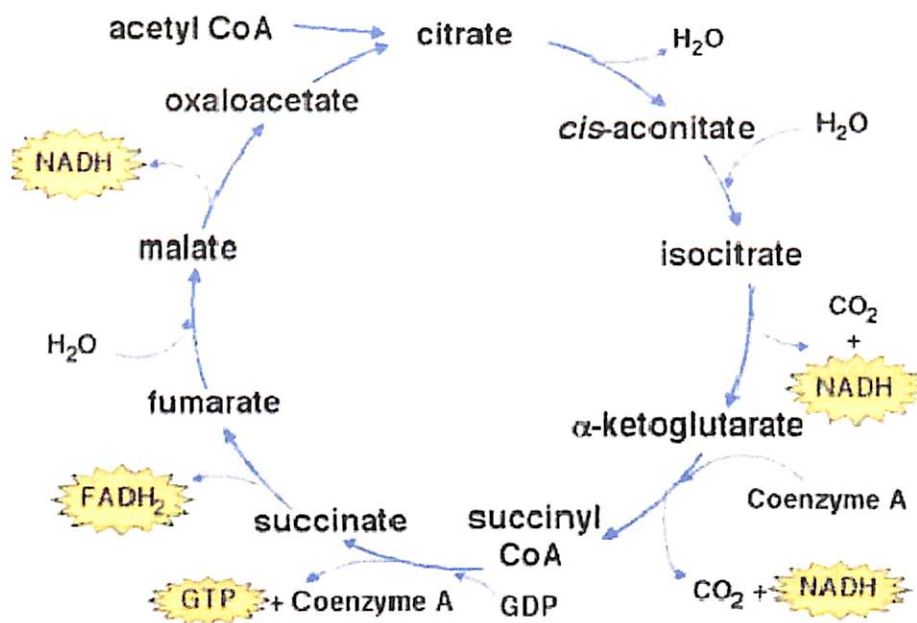 acetyl CoA
citrate
H₂O
oxaloacetate
cis-aconitate
H₂O
NADH
malate
isocitrate
CO₂
+
NADH
H₂O
fumarate
α-ketoglutarate
FADH₂
Coenzyme A
succinate
succinyl
CoA
GTP + Coenzyme A
GDP
CO₂ + NADH